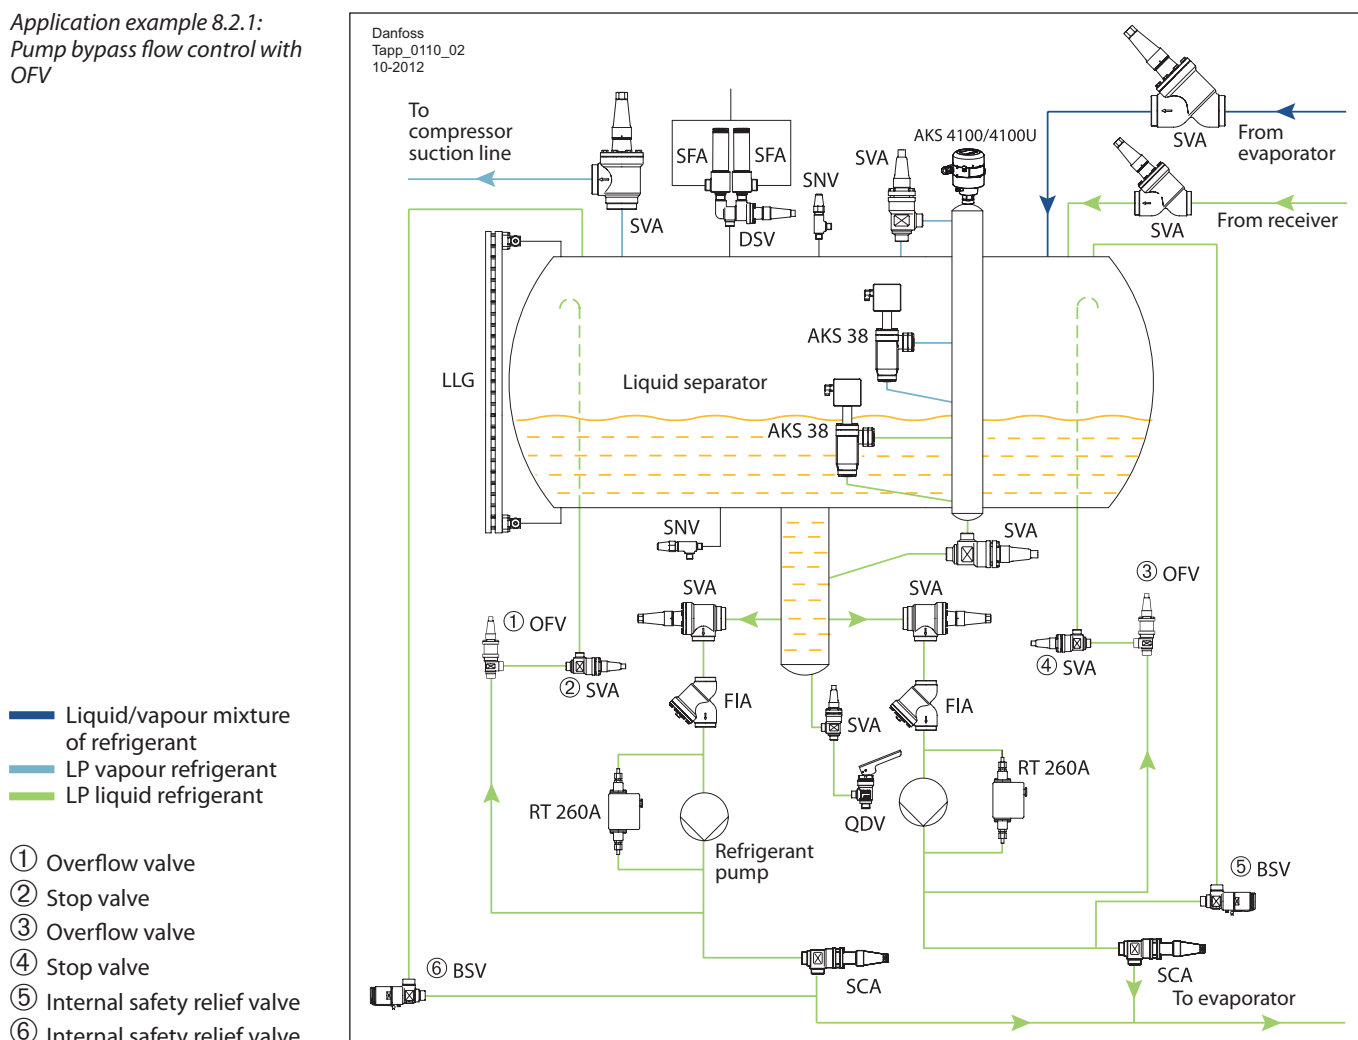 Application example 8.2.1:
Pump bypass flow control with
OFV
Danfoss
Tapp_0110_02
10-2012
To
compressor
suction line
SVA
SFA
SFA
DSV
SNV
SVA
AKS 4100/4100U
SVA
From
evaporator
SVA
From receiver
LLG
Liquid separator
AKS 38
AKS 38
SNV
SVA
SVA
SVA
① OFV
② SVA
③ OFV
④ SVA
FIA
FIA
SVA
QDV
RT 260A
RT 260A
Refrigerant
pump
⑤ BSV
⑥ BSV
SCA
SCA
To evaporator
Liquid/vapour mixture
of refrigerant
LP vapour refrigerant
LP liquid refrigerant
① Overflow valve
② Stop valve
③ Overflow valve
④ Stop valve
⑤ Internal safety relief valve
⑥ Internal safety relief valve